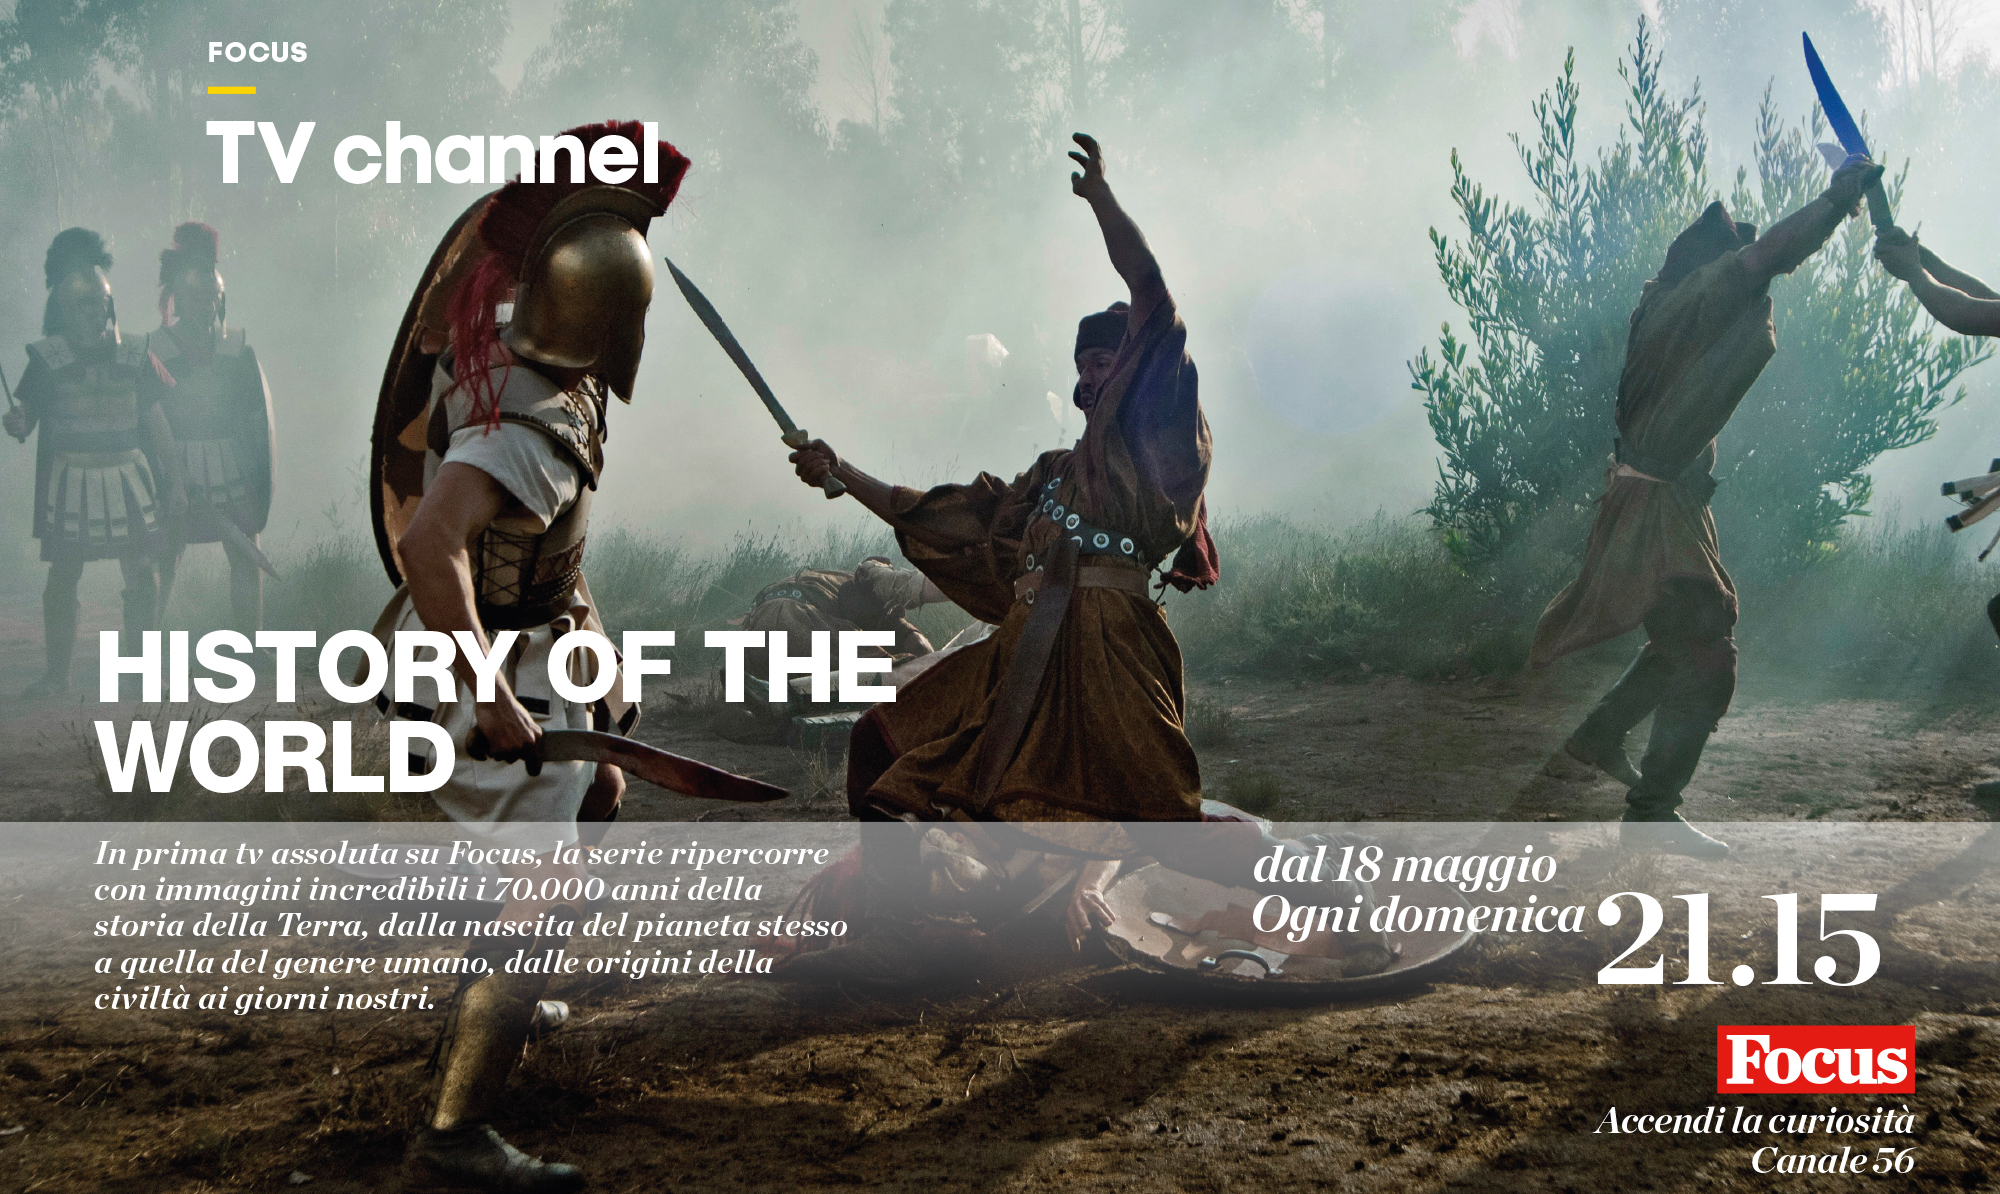 FOCUS
TV channel
HISTORY OF THE
WORLD
In prima tv assoluta su Focus, la serie ripercorre
con immagini incredibili i 70.000 anni della
storia della Terra, dalla nascita del pianeta stesso
a quella del genere umano, dalle origini della
civiltà ai giorni nostri.
dal 18 maggio
Ogni domenica 21.15
Focus
Accendi la curiosità
Canale 56